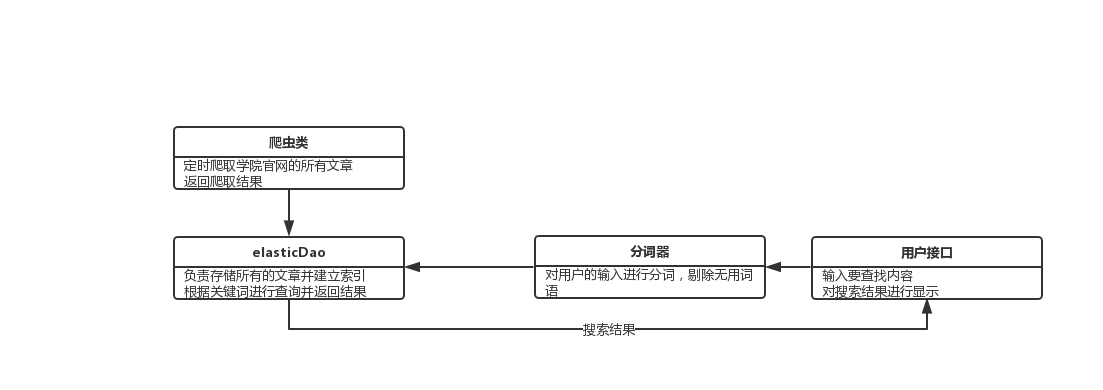 爬虫类
定时爬取学院官网的所有文章
返回爬取结果
elasticDao
负责存储所有的文章并建立索引
根据关键词进行查询并返回结果
分词器
对用户的输入进行分词，剔除无用词
语
用户接口
输入要查找内容
对搜索结果进行显示
搜索结果